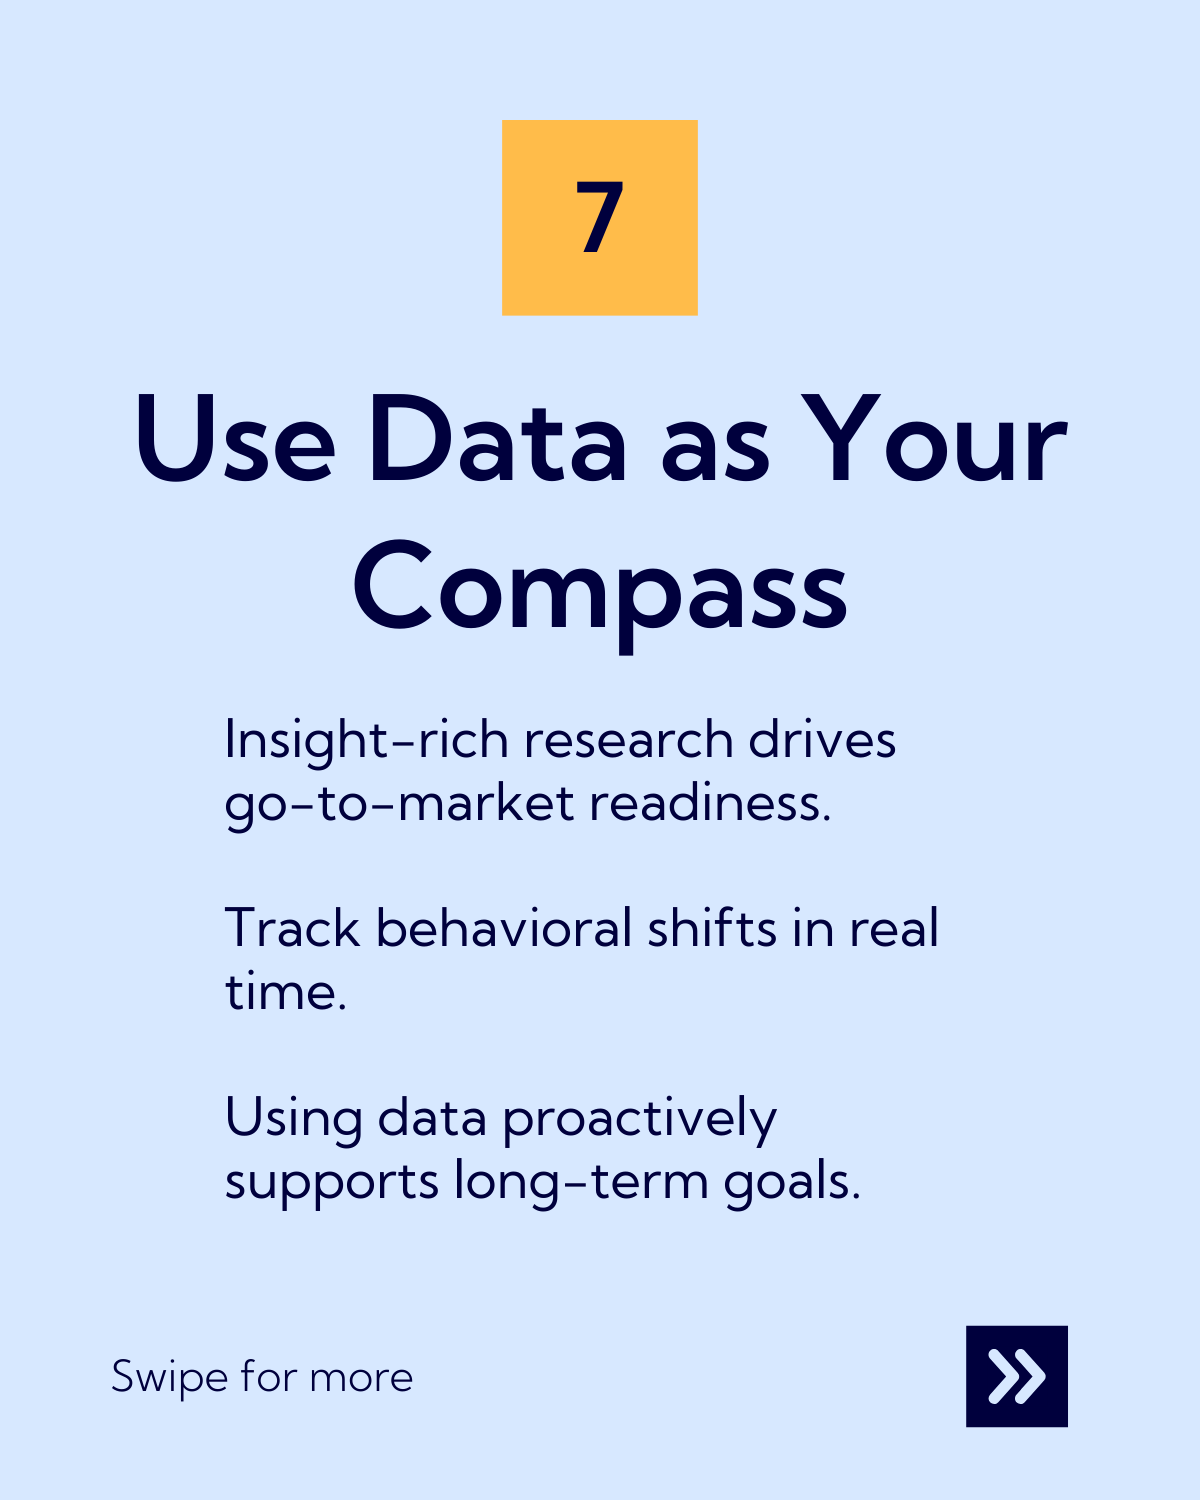 7
Use Data as Your
Compass
Insight-rich research drives
go-to-market readiness.
Track behavioral shifts in real
time.
Using data proactively
supports long-term goals.
Swipe for more